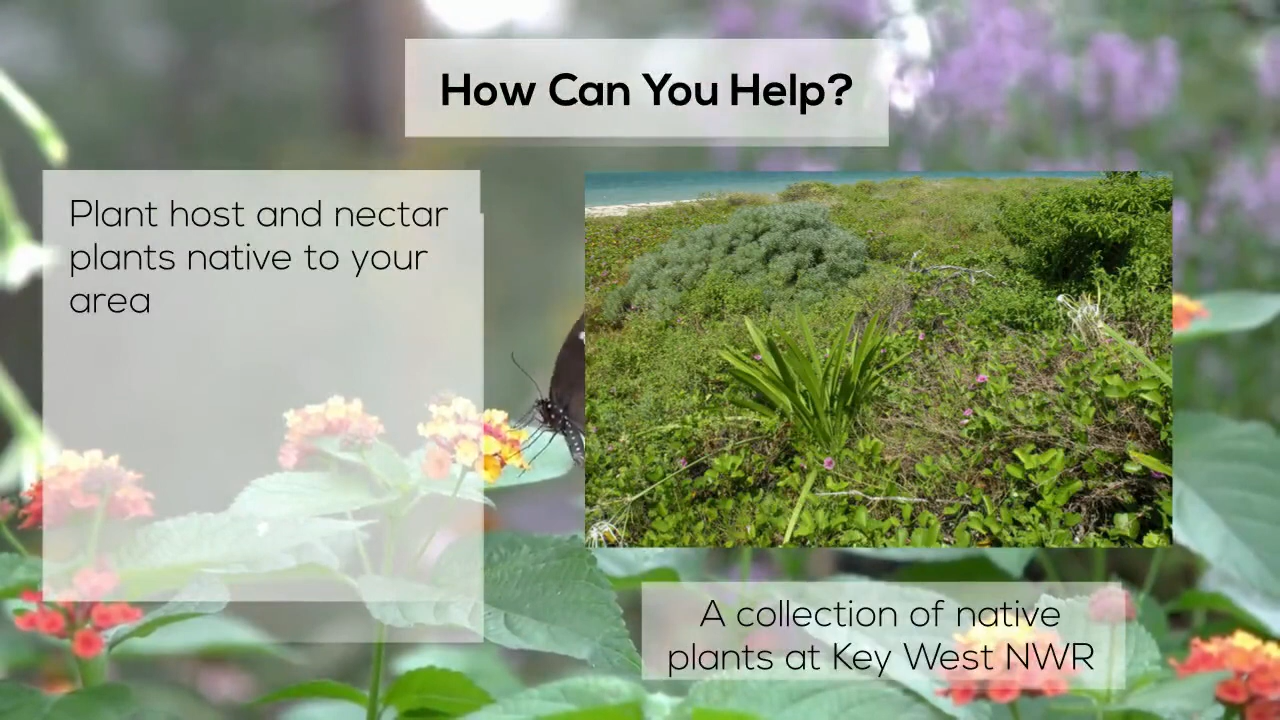 How Can You Help?
Plant host and nectar
plants native to your
area
A collection of native
plants at Key West NWR